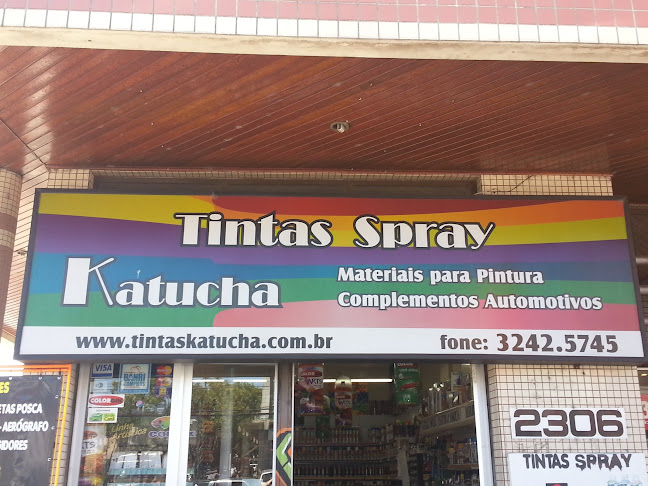 Tintas Spray
Katucha
Materiais para Pintura
Complementos Automotivos
www.tintaskatucha.com.br
fone: 3242.5745
VISA
ETAS POSCA
- AERÓGRAFO
COLOR
2306
TINTAS SPRAY